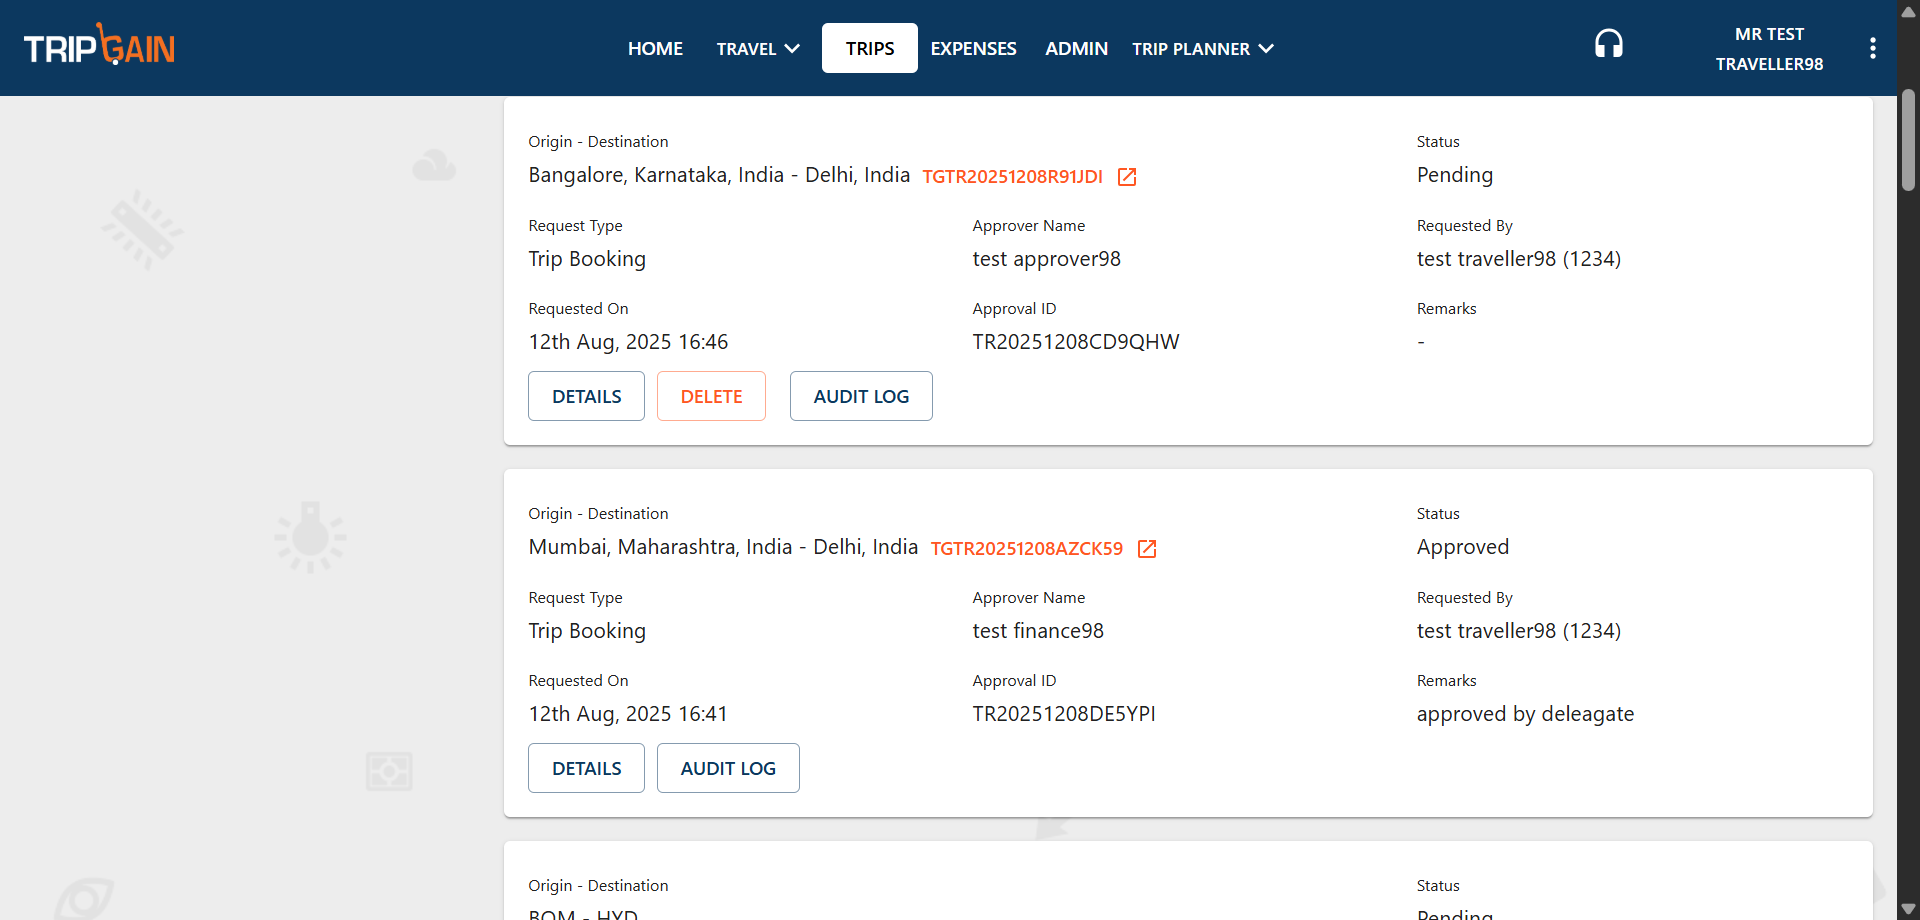 TRIPGAIN
HOME TRAVEL TRIPS EXPENSES ADMIN TRIP PLANNER
MR TEST
TRAVELLER98
Origin - Destination Status
Bangalore, Karnataka, India - Delhi, India TGTR20251208R91JDI Pending
Request Type Approver Name Requested By
Trip Booking test approver98 test traveller98 (1234)
Requested On Approval ID Remarks
12th Aug, 2025 16:46 TR20251208CD9QHW -
DETAILS DELETE AUDIT LOG
Origin - Destination Status
Mumbai, Maharashtra, India - Delhi, India TGTR20251208AZCK59 Approved
Request Type Approver Name Requested By
Trip Booking test finance98 test traveller98 (1234)
Requested On Approval ID Remarks
12th Aug, 2025 16:41 TR20251208DE5YPI approved by deleagate
DETAILS AUDIT LOG
Origin - Destination Status
BOM - HYD Pending